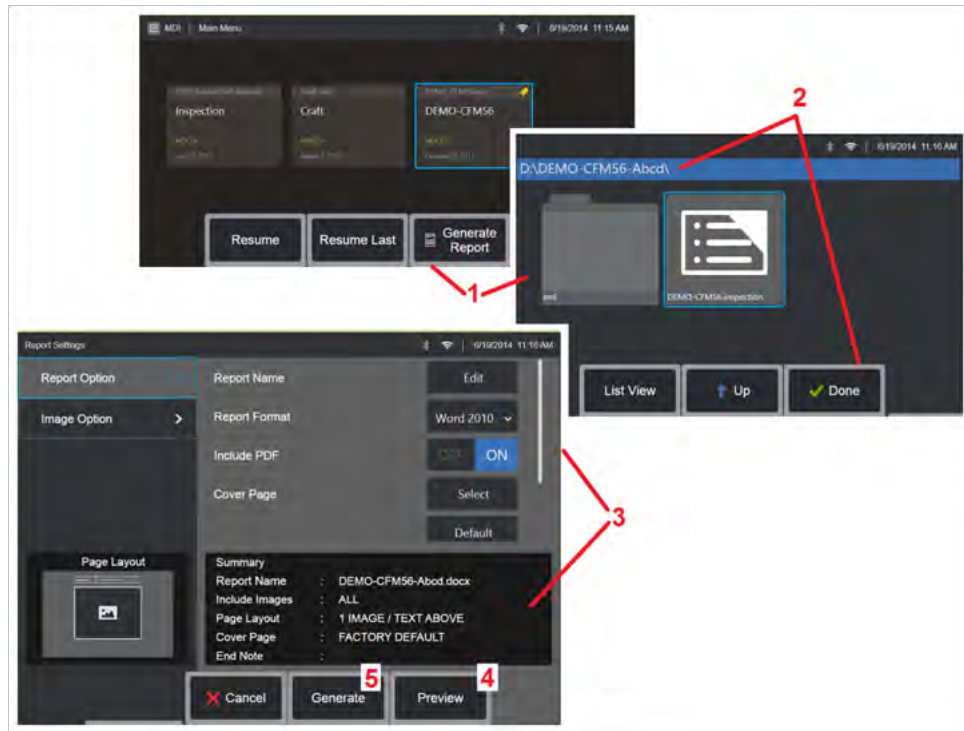 MDI | Main Menu
6/19/2014 11:15 AM
Inspection
Craft
DEMO-CFM56
Resume
Resume Last
Generate
Report
1
2
6/19/2014 11:16 AM
D:\DEMO-CFM56-Abcd\
DEMO-CFM56.inspection
List View
Up
Done
Report Settings
6/19/2014 11:16 AM
Report Option
Image Option
Report Name
Edit
Report Format
Word 2010
Include PDF
OFF
ON
Cover Page
Select
Default
3
Page Layout
Summary
Report Name : DEMO-CFM56-Abcd.docx
Include Images : ALL
Page Layout : 1 IMAGE / TEXT ABOVE
Cover Page : FACTORY DEFAULT
End Note :
Cancel
Generate
5
Preview
4